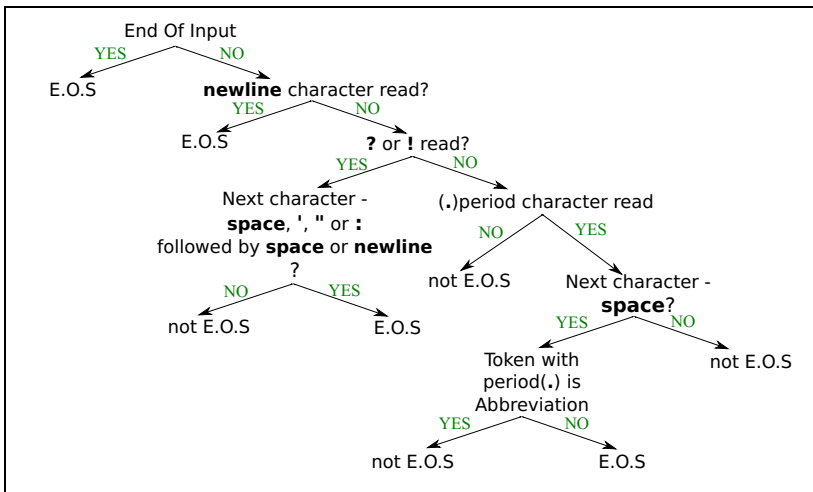 End Of Input
YES
NO
E.O.S
newline character read?
YES
NO
E.O.S
? or ! read?
YES
NO
Next character -
space, ', " or :
followed by space or newline
?
(.)period character read
NO
YES
not E.O.S
Next character -
space?
NO
YES
not E.O.S
E.O.S
YES
NO
Token with
period(.) is
Abbreviation
not E.O.S
YES
NO
not E.O.S
E.O.S